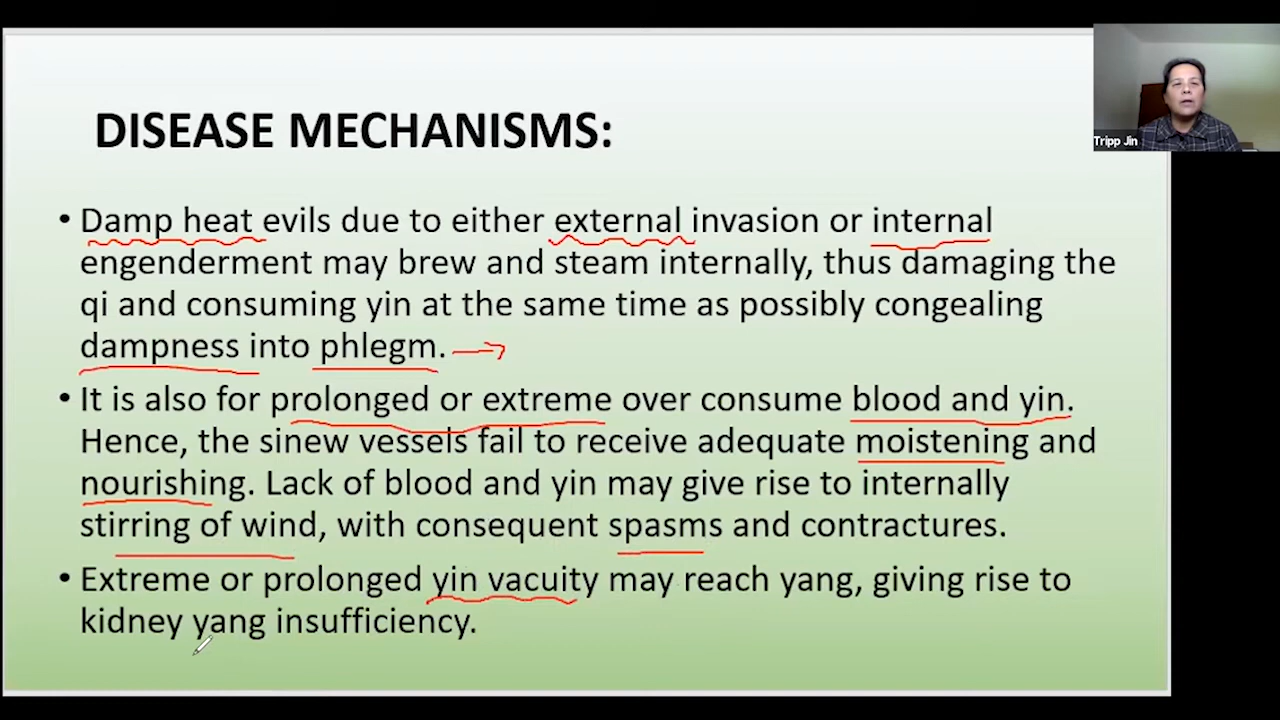 DISEASE MECHANISMS:
Tripp Jin
• Damp heat evils due to either external invasion or internal
engenderment may brew and steam internally, thus damaging the
qi and consuming yin at the same time as possibly congealing
dampness into phlegm.
• It is also for prolonged or extreme over consume blood and yin.
Hence, the sinew vessels fail to receive adequate moistening and
nourishing. Lack of blood and yin may give rise to internally
stirring of wind, with consequent spasms and contractures.
• Extreme or prolonged yin vacuity may reach yang, giving rise to
kidney yang insufficiency.